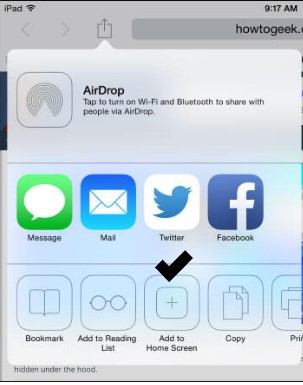 iPad 9:17 AM
howtogeek.
AirDrop
Tap to turn on Wi-Fi and Bluetooth to share with
people via AirDrop.
Message Mail Twitter Facebook
Bookmark Add to Reading List Add to Home Screen Copy Pri
hidden under the hood.